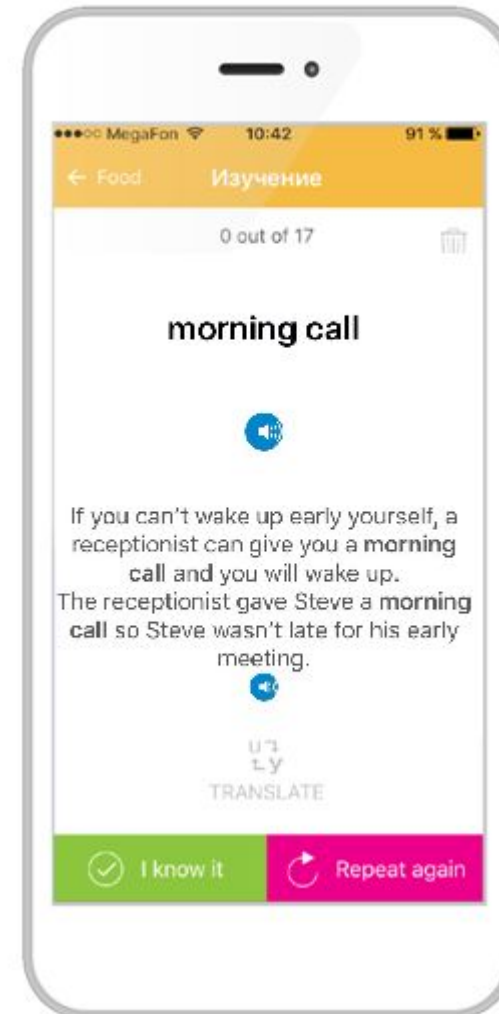 MegaFon 10:42 91 %
← Food Изучение
0 out of 17
morning call
If you can't wake up early yourself, a
receptionist can give you a morning
call and you will wake up.
The receptionist gave Steve a morning
call so Steve wasn't late for his early
meeting.
TRANSLATE
I know it Repeat again